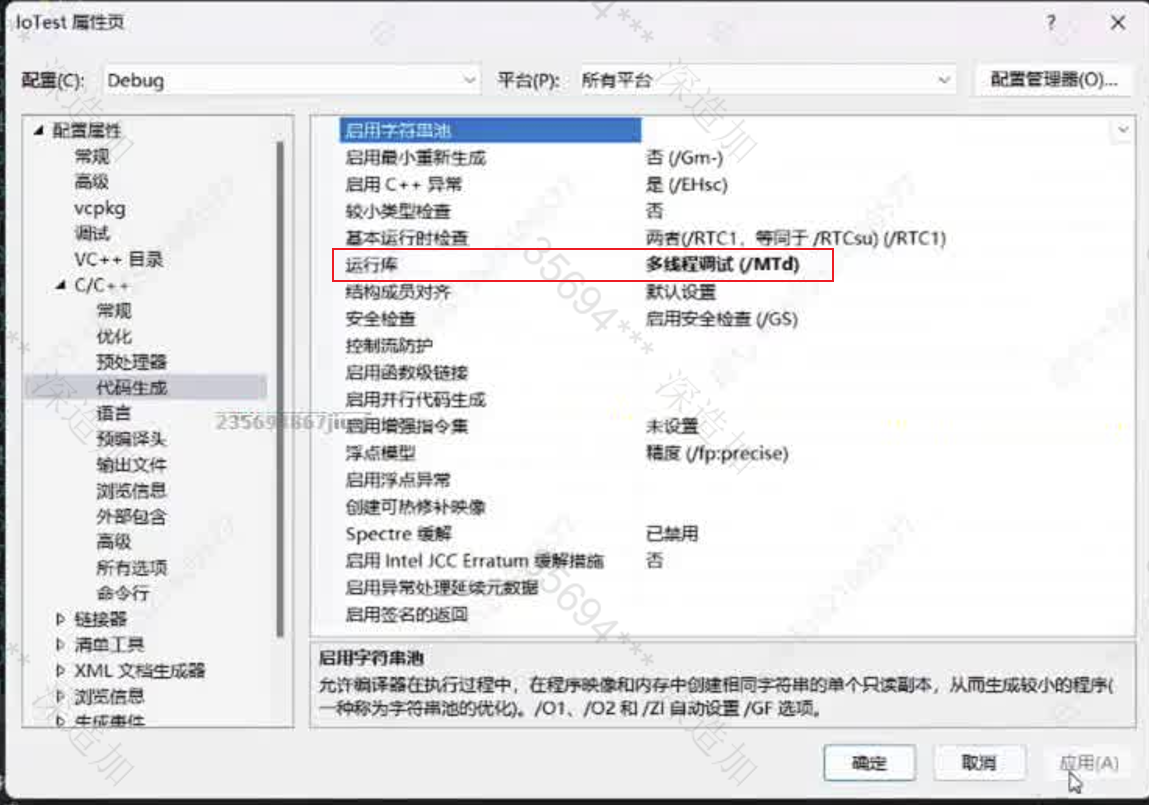 IoTest 属性页
? ×
配置(C): Debug 平台(P): 所有平台 配置管理器(O)...
配置属性
常规
高级
vcpkg
调试
VC++ 目录
C/C++
常规
优化
预处理器
代码生成
语言
预编译头
输出文件
浏览信息
外部包含
高级
所有选项
命令行
链接器
清单工具
XML 文档生成器
浏览信息
生成事件
启用字符串池
启用最小重新生成 否 (/Gm-)
启用 C++ 异常 是 (/EHsc)
较小类型检查 否
基本运行时检查 两者(/RTC1，等同于 /RTCsu) (/RTC1)
运行库 多线程调试 (/MTd)
结构成员对齐 默认设置
安全检查 启用安全检查 (/GS)
控制流防护
启用函数级链接
启用并行代码生成
启用增强指令集 未设置
浮点模型 精度 (/fp:precise)
启用浮点异常
创建可热修补映像
Spectre 缓解 已禁用
启用 Intel JCC Erratum 缓解措施 否
启用异常处理延续元数据
启用签名的返回
启用字符串池
允许编译器在执行过程中，在程序映像和内存中创建相同字符串的单个只读副本，从而生成较小的程序(
一种称为字符串池的优化)。/O1、/O2 和 /ZI 自动设置 /GF 选项。
确定 取消 应用(A)